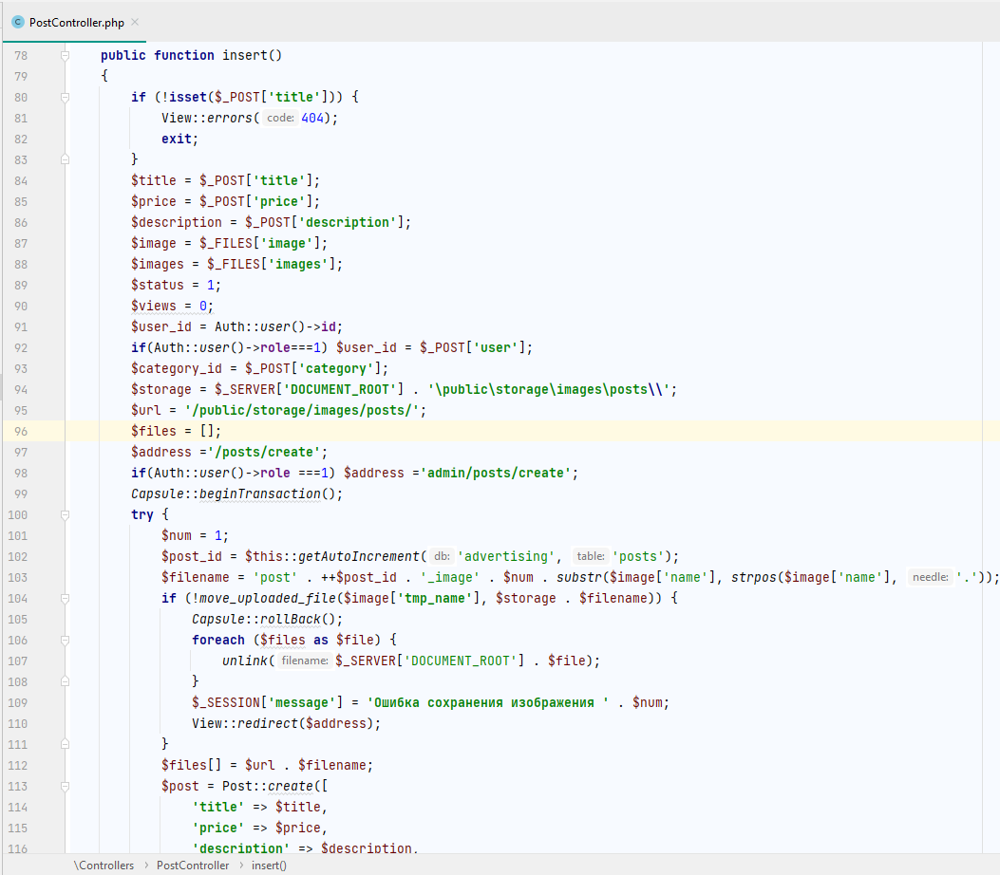 PostController.php
78 public function insert()
79 {
80 if (!isset($_POST['title'])) {
81 View::errors( code: 404);
82 exit;
83 }
84 $title = $_POST['title'];
85 $price = $_POST['price'];
86 $description = $_POST['description'];
87 $image = $_FILES['image'];
88 $images = $_FILES['images'];
89 $status = 1;
90 $views = 0;
91 $user_id = Auth::user()->id;
92 if(Auth::user()->role===1) $user_id = $_POST['user'];
93 $category_id = $_POST['category'];
94 $storage = $_SERVER['DOCUMENT_ROOT'] . '\public\storage\images\posts\\';
95 $url = '/public/storage/images/posts/';
96 $files = [];
97 $address ='/posts/create';
98 if(Auth::user()->role ===1) $address ='admin/posts/create';
99 Capsule::beginTransaction();
100 try {
101 $num = 1;
102 $post_id = $this::getAutoIncrement( db: 'advertising', table: 'posts');
103 $filename = 'post' . ++$post_id . '_image' . $num . substr($image['name'], strpos($image['name'], needle: '.'));
104 if (!move_uploaded_file($image['tmp_name'], $storage . $filename)) {
105 Capsule::rollBack();
106 foreach ($files as $file) {
107 unlink( filename: $_SERVER['DOCUMENT_ROOT'] . $file);
108 }
109 $_SESSION['message'] = 'Ошибка сохранения изображения ' . $num;
110 View::redirect($address);
111 }
112 $files[] = $url . $filename;
113 $post = Post::create([
114 'title' => $title,
115 'price' => $price,
116 'description' => $description,
\Controllers › PostController › insert()